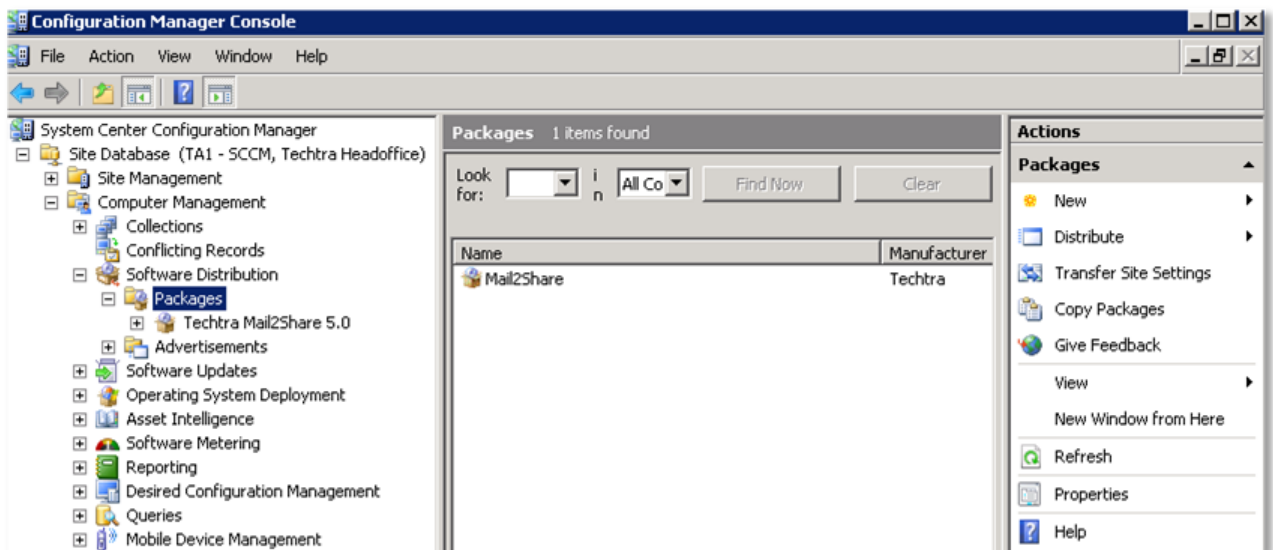 Configuration Manager Console
File Action View Window Help
System Center Configuration Manager
Site Database (TA1 - SCCM, Techtra Headoffice)
Site Management
Computer Management
Collections
Conflicting Records
Software Distribution
Packages
Techtra Mail2Share 5.0
Advertisements
Software Updates
Operating System Deployment
Asset Intelligence
Software Metering
Reporting
Desired Configuration Management
Queries
Mobile Device Management
Packages 1 items found
Look for: in All Co Find Now Clear
Name Manufacturer
Mail2Share Techtra
Actions
Packages
New
Distribute
Transfer Site Settings
Copy Packages
Give Feedback
View
New Window from Here
Refresh
Properties
Help